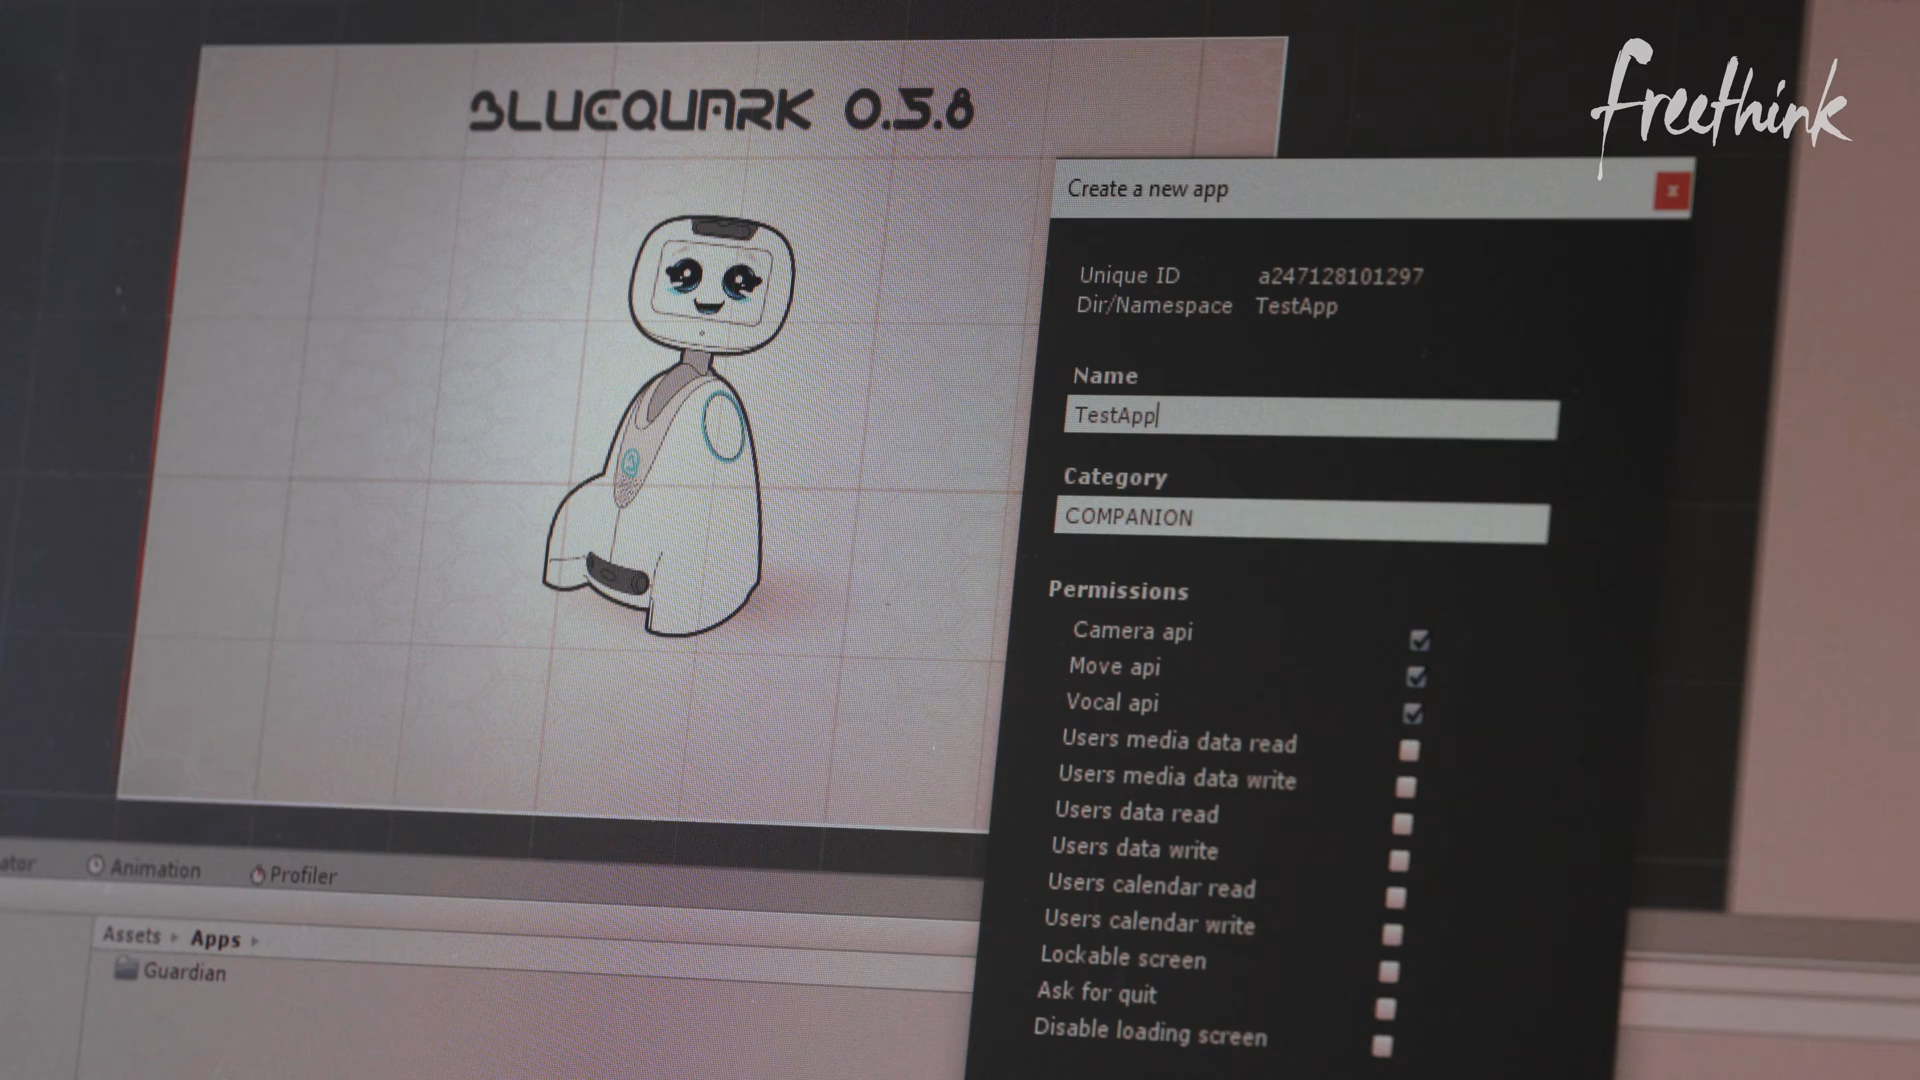 BLUEQUARK 0.5.8
freethink
Create a new app
x
Unique ID a247128101297
Dir/Namespace TestApp
Name
TestApp
Category
COMPANION
Permissions
Camera api
Move api
Vocal api
Users media data read
Users media data write
Users data read
Users data write
Users calendar read
Users calendar write
Lockable screen
Ask for quit
Disable loading screen
ator Animation Profiler
Assets Apps
Guardian